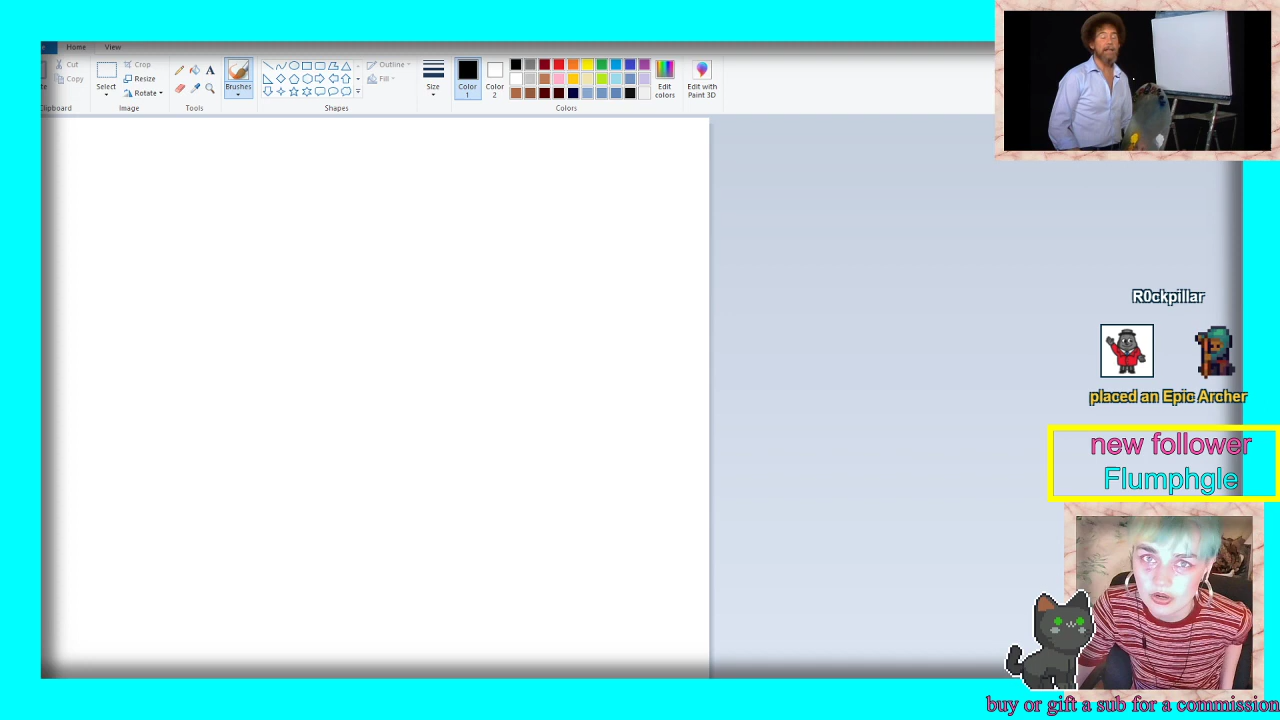 Home View
Cut
Copy
Clipboard
Select
Crop
Resize
Rotate
Image
Tools
Brushes
Shapes
Outline
Fill
Size
Color 1
Color 2
Colors
Edit colors
Edit with Paint 3D
R0ckpillar
placed an Epic Archer
new follower
Flumphgle
buy or gift a sub for a commission